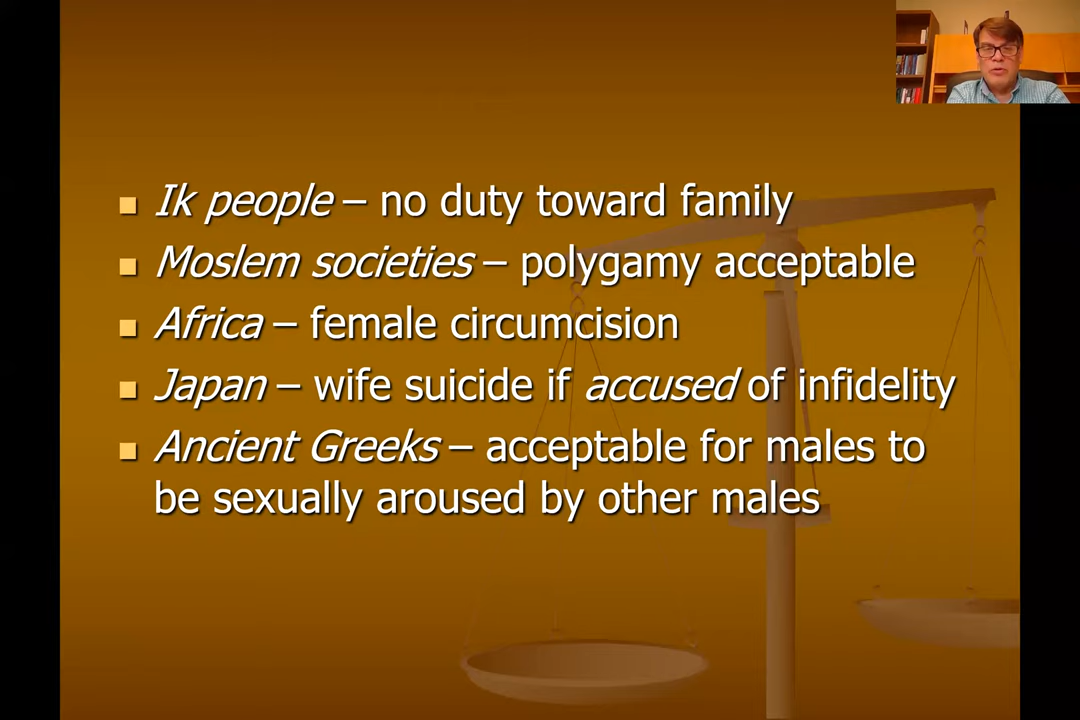 Ik people – no duty toward family
Moslem societies – polygamy acceptable
Africa – female circumcision
Japan – wife suicide if accused of infidelity
Ancient Greeks – acceptable for males to
be sexually aroused by other males